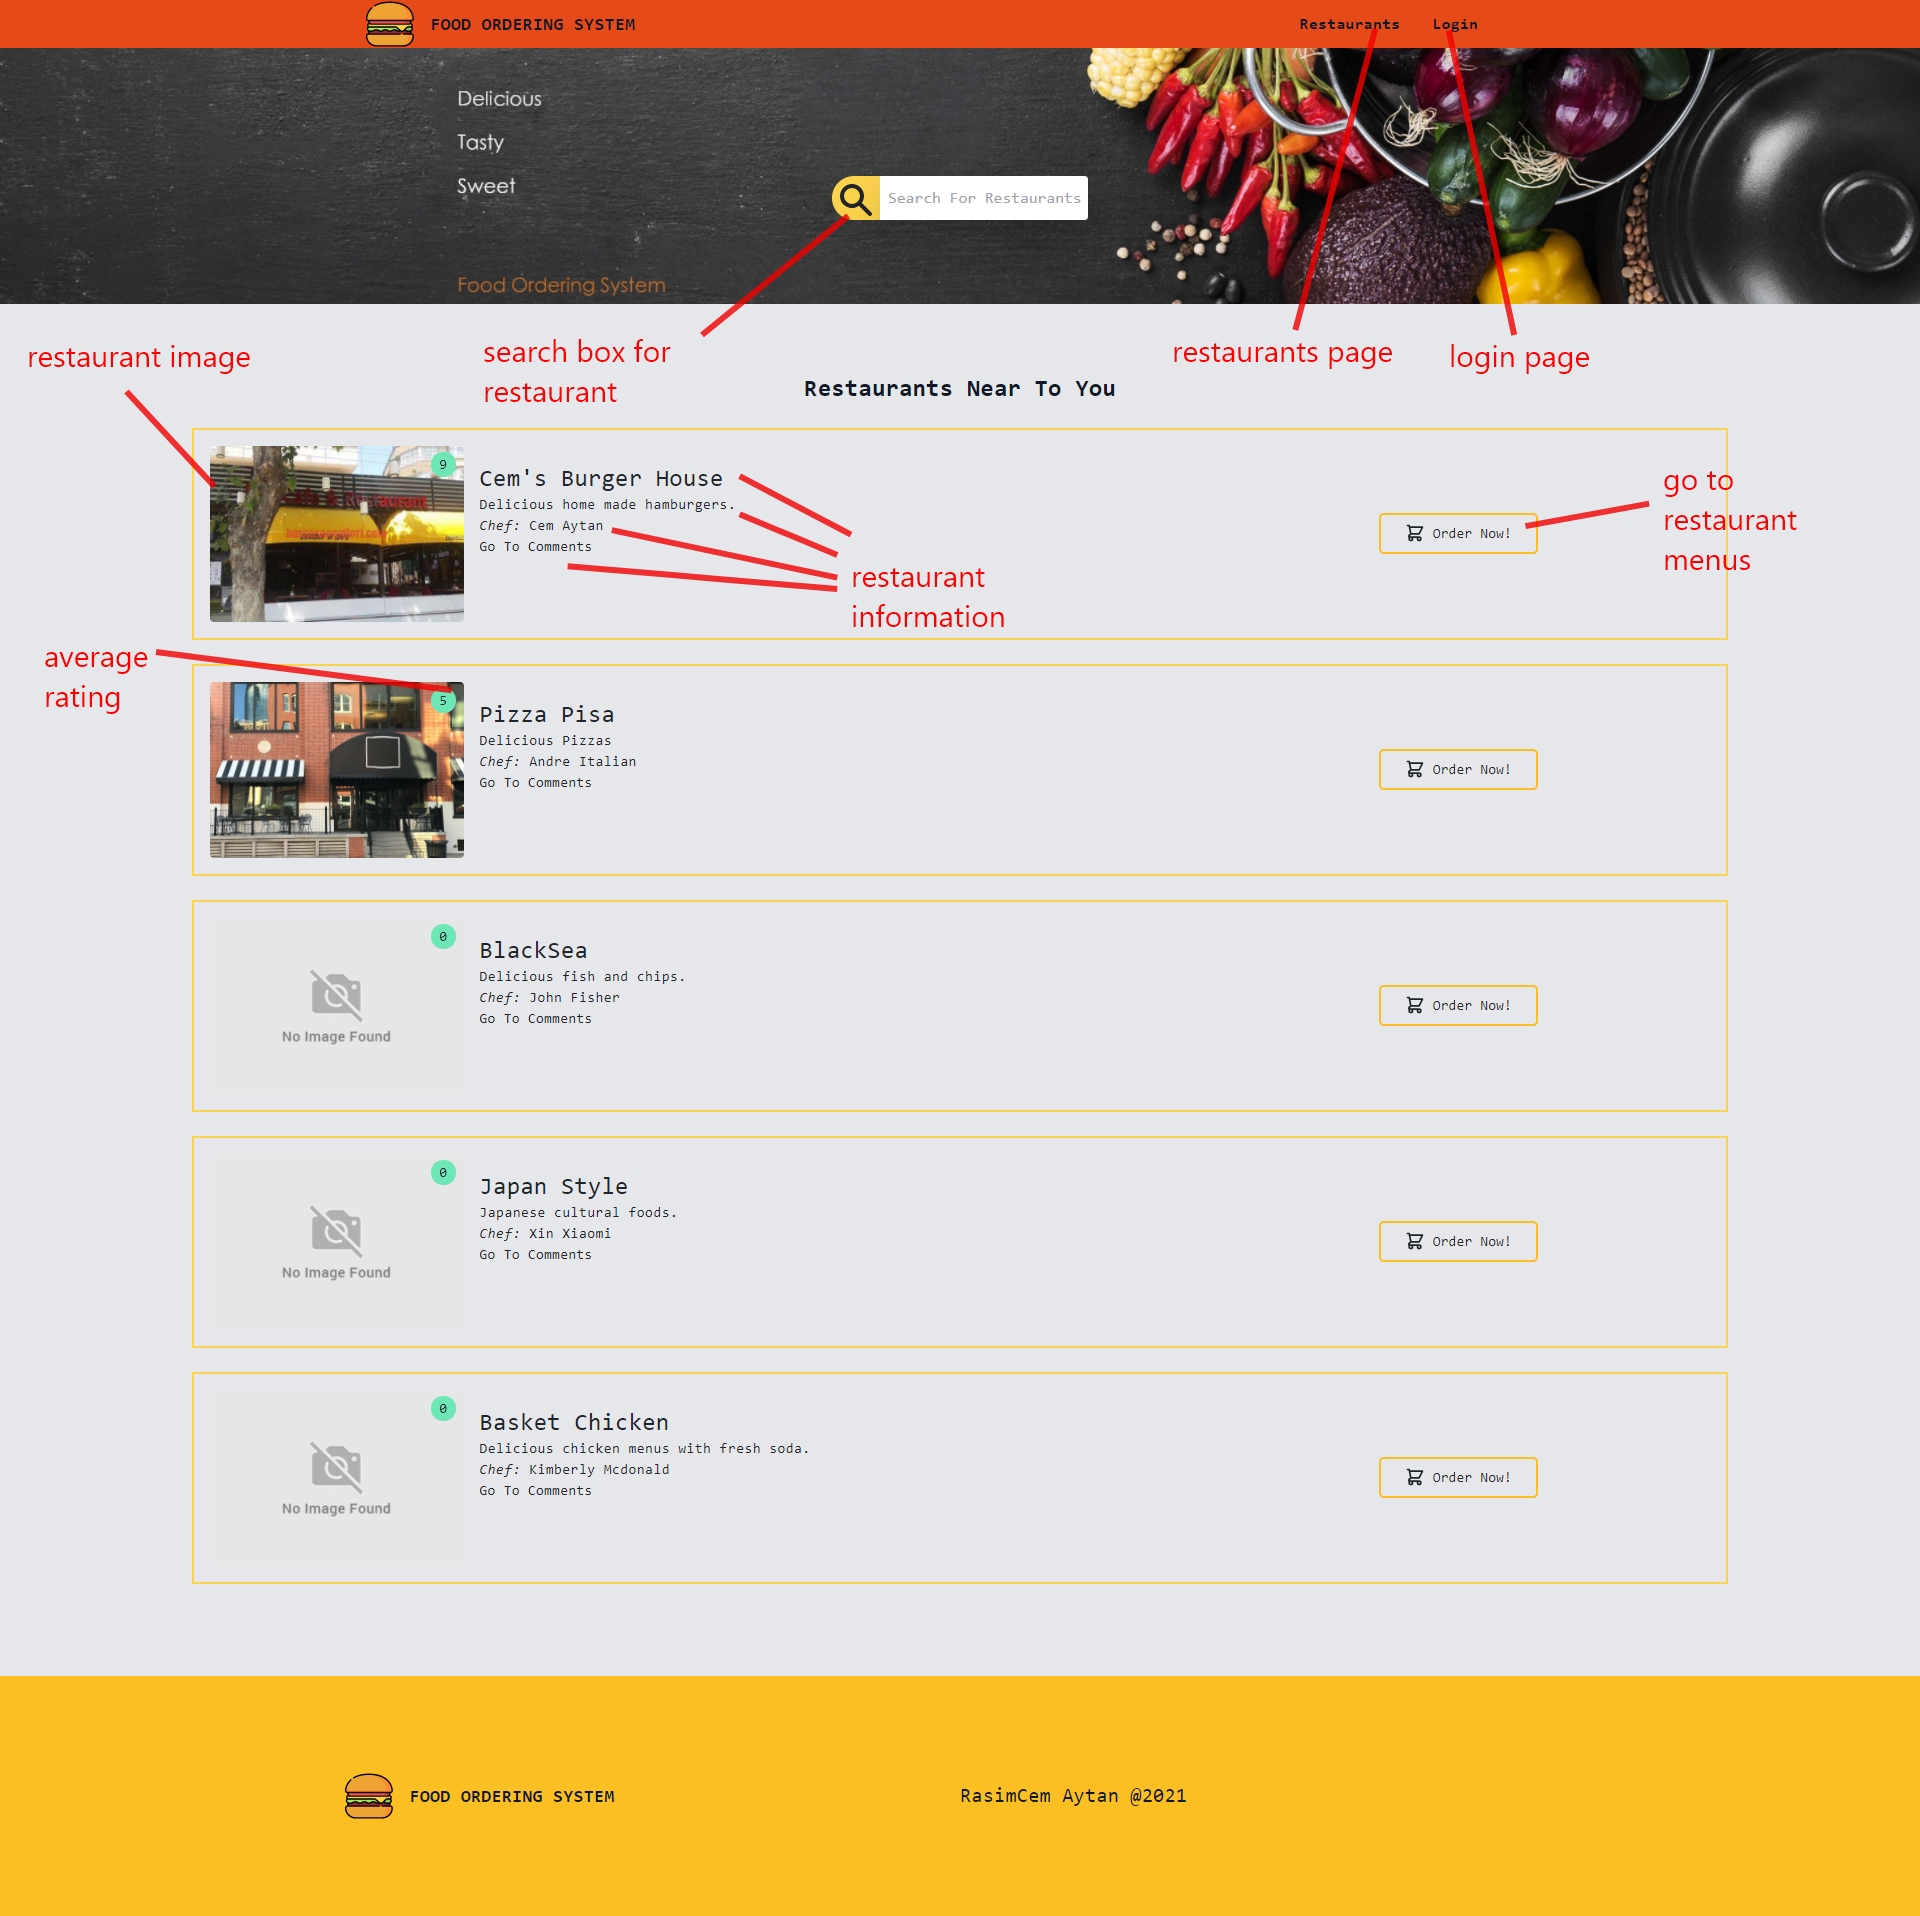 FOOD ORDERING SYSTEM
Restaurants
Login
Delicious
Tasty
Sweet
Search For Restaurants
Food Ordering System
restaurant image
search box for
restaurant
restaurants page
login page
Restaurants Near To You
9
Cem's Burger House
Delicious home made hamburgers.
Chef: Cem Aytan
Go To Comments
Order Now!
go to
restaurant
menus
restaurant
information
average
rating
5
Pizza Pisa
Delicious Pizzas
Chef: Andre Italian
Go To Comments
Order Now!
0
No Image Found
BlackSea
Delicious fish and chips.
Chef: John Fisher
Go To Comments
Order Now!
0
No Image Found
Japan Style
Japanese cultural foods.
Chef: Xin Xiaomi
Go To Comments
Order Now!
0
No Image Found
Basket Chicken
Delicious chicken menus with fresh soda.
Chef: Kimberly Mcdonald
Go To Comments
Order Now!
FOOD ORDERING SYSTEM
RasimCem Aytan @2021